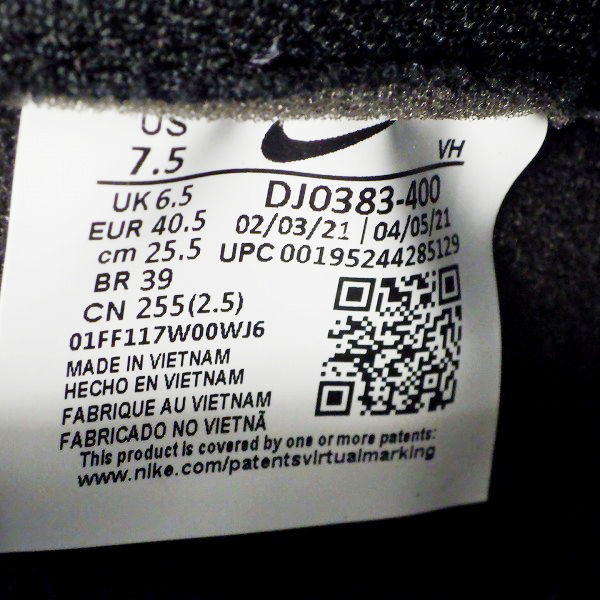 US
7.5
VH
UK 6.5
DJ0383-400
EUR 40.5
02/03/21 | 04/05/21
cm 25.5
UPC 00195244285129
BR 39
CN 255(2.5)
01FF117W00WJ6
MADE IN VIETNAM
HECHO EN VIETNAM
FABRIQUE AU VIETNAM
FABRICADO NO VIETNÃ
This product is covered by one or more patents:
www.nike.com/patentsvirtualmarking